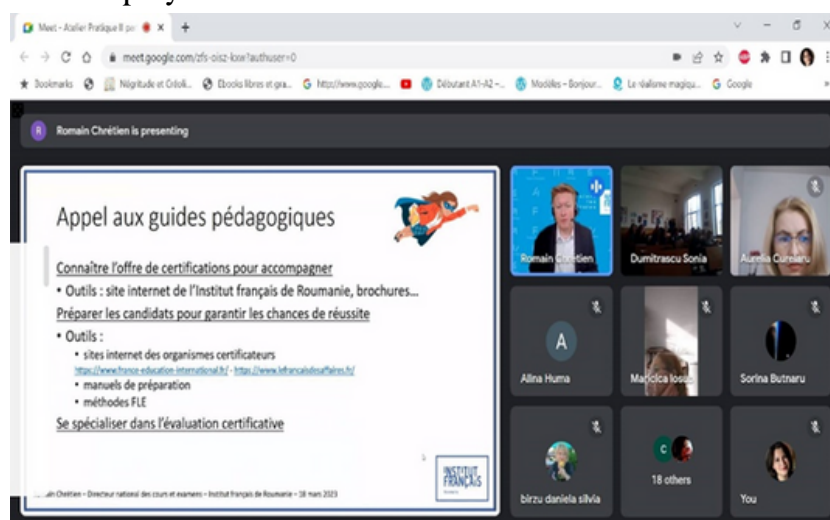 Meet - Atelier Pratique II par
meet.google.com/zfs-oisz-kxw?authuser=0
Bookmarks
Négritude et Créoli...
Ebooks libres et gra...
http://www.google...
Débutant A1-A2 –...
Modèles – Bonjour...
Le réalisme magiqu...
Google
R
Romain Chrétien is presenting
Appel aux guides pédagogiques
Connaître l'offre de certifications pour accompagner
• Outils : site internet de l'Institut français de Roumanie, brochures...
Préparer les candidats pour garantir les chances de réussite
• Outils :
• sites internet des organismes certificateurs
https://www.france-education-international.fr/ - https://www.lefrancaisdesaffaires.fr/
• manuels de préparation
• méthodes FLE
Se spécialiser dans l'évaluation certificative
Chrétien – Directeur national des cours et examens – Institut français de Roumanie – 18 mars 2023
INSTITUT
FRANÇAIS
Romain Chrétien
Dumitrascu Sonia
Aurelia Cureraru
A
Alina Huma
Maricica Iosub
Sorina Butnaru
birzu daniela silvia
C
18 others
You